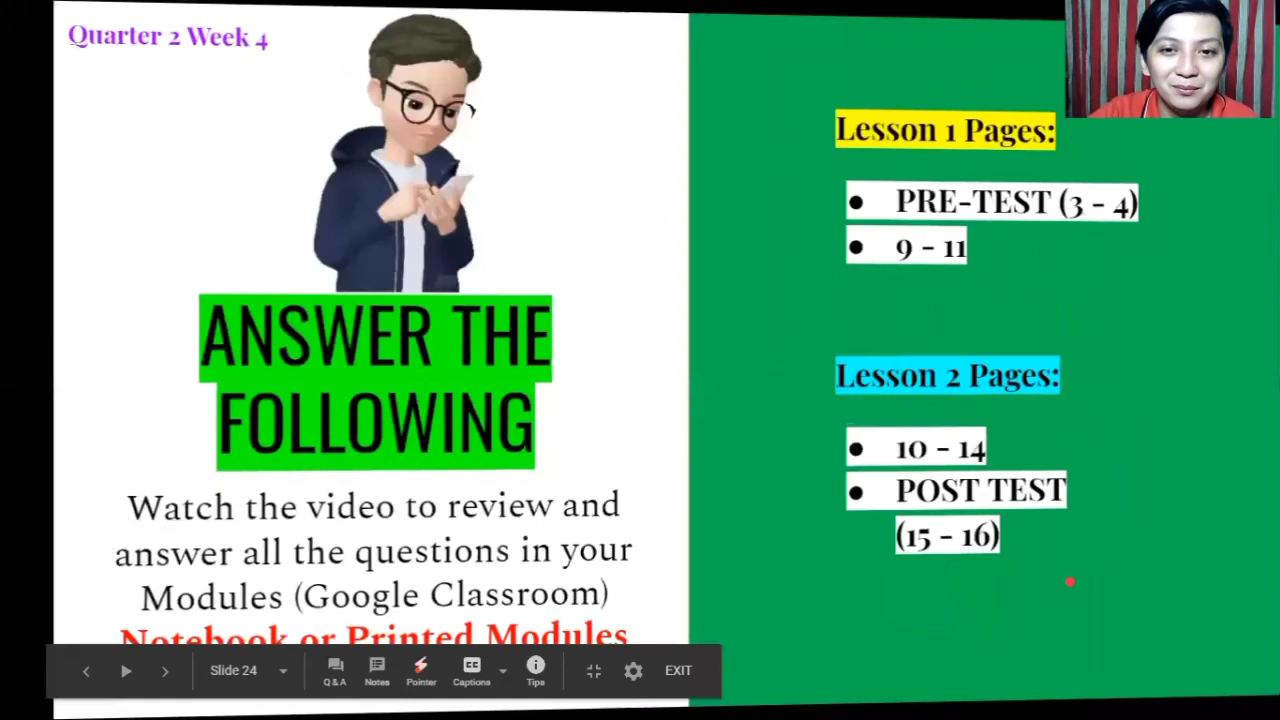 Quarter 2 Week 4
ANSWER THE
FOLLOWING
Watch the video to review and
answer all the questions in your
Modules (Google Classroom)
Notebook or Printed Modules
Lesson 1 Pages:
● PRE-TEST (3 - 4)
● 9 - 11
Lesson 2 Pages:
● 10 - 14
● POST TEST
(15 - 16)
Slide 24
Q & A
Notes
Pointer
CC
Captions
Tips
EXIT